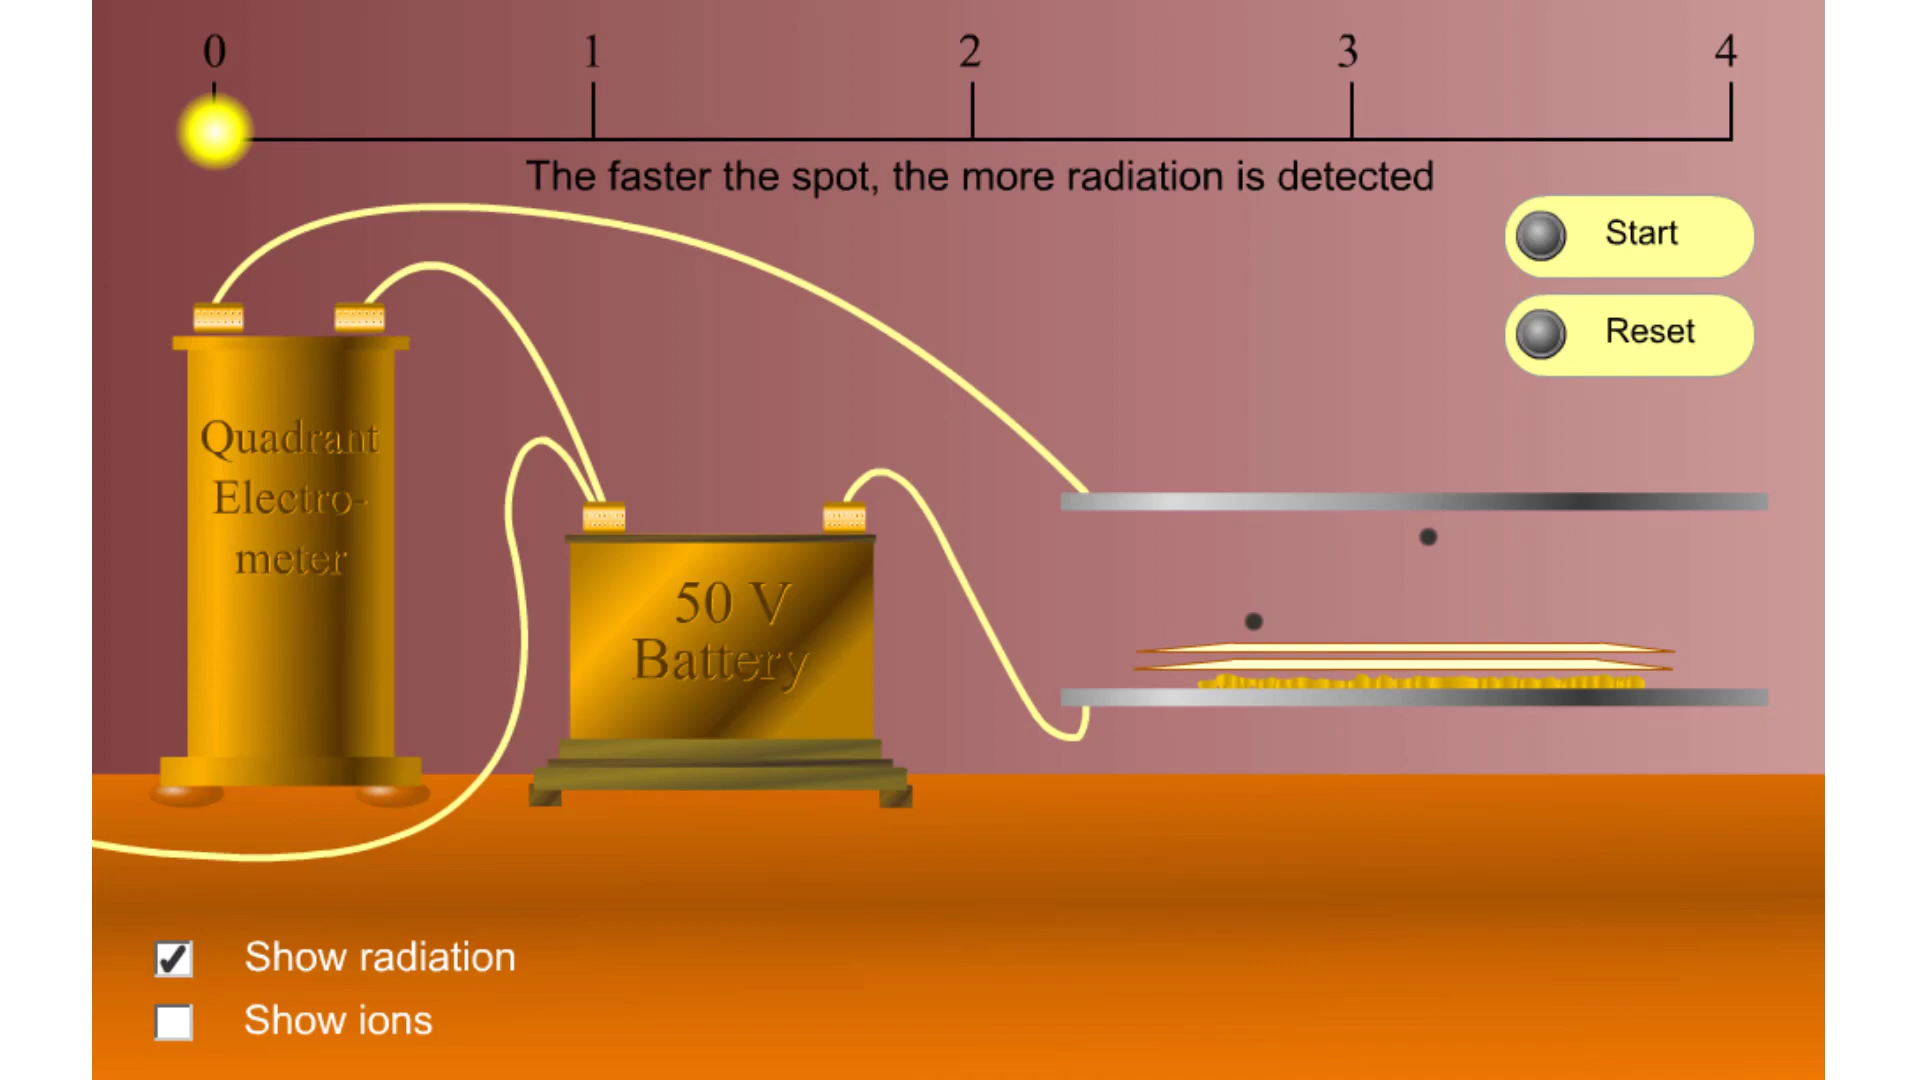 0 1 2 3 4
The faster the spot, the more radiation is detected
Start
Reset
Quadrant
Electro-
meter
50 V
Battery
Show radiation
Show ions